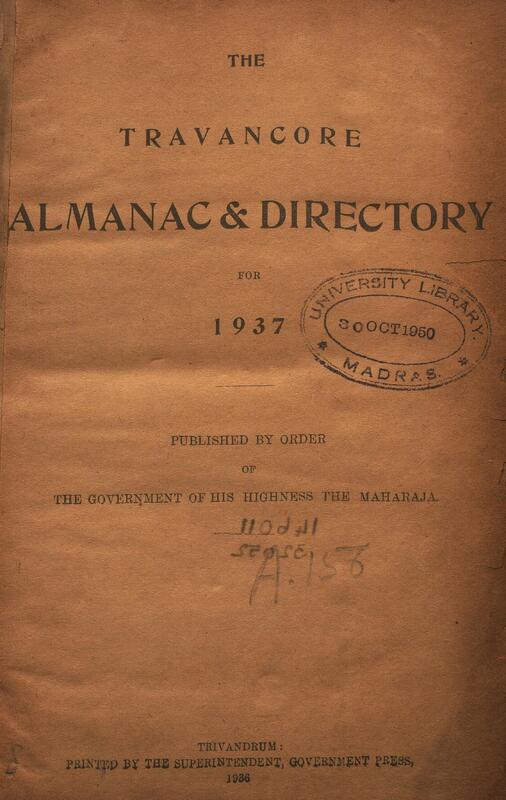 THE
TRAVANCORE
ALMANAC & DIRECTORY
FOR
1937
UNIVERSITY LIBRARY.
30 OCT 1950
* MADRAS. *
PUBLISHED BY ORDER
OF
THE GOVERNMENT OF HIS HIGHNESS THE MAHARAJA.
A. 156
TRIVANDRUM:
PRINTED BY THE SUPERINTENDENT, GOVERNMENT PRESS,
1936